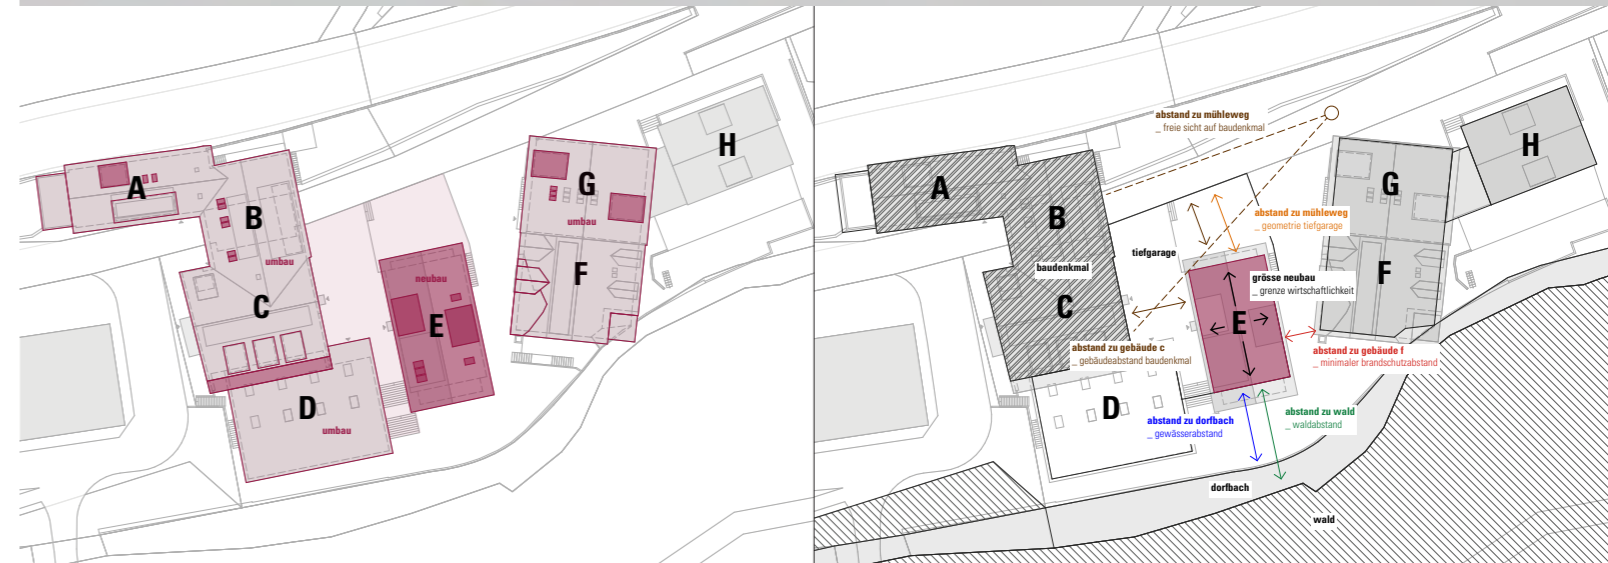 A
B
umbau
C
D
umbau
neubau
E
G
umbau
F
H
abstand zu mühleweg
_ freie sicht auf baudenkmal
A
B
baudenkmal
C
D
tiefgarage
abstand zu mühleweg
_ geometrie tiefgarage
grösse neubau
_ grenze wirtschaftlichkeit
E
G
F
H
abstand zu gebäude c
_ gebäudeabstand baudenkmal
abstand zu gebäude f
_ minimaler brandschutzabstand
abstand zu dorfbach
_ gewässerabstand
abstand zu wald
_ waldabstand
dorfbach
wald